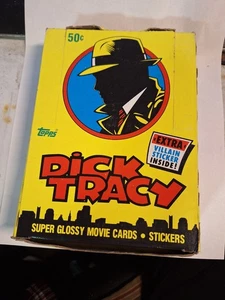 50¢
TOPPS
EXTRA
VILLAIN
STICKER
INSIDE!
DICK
TRACY
SUPER GLOSSY MOVIE CARDS • STICKERS